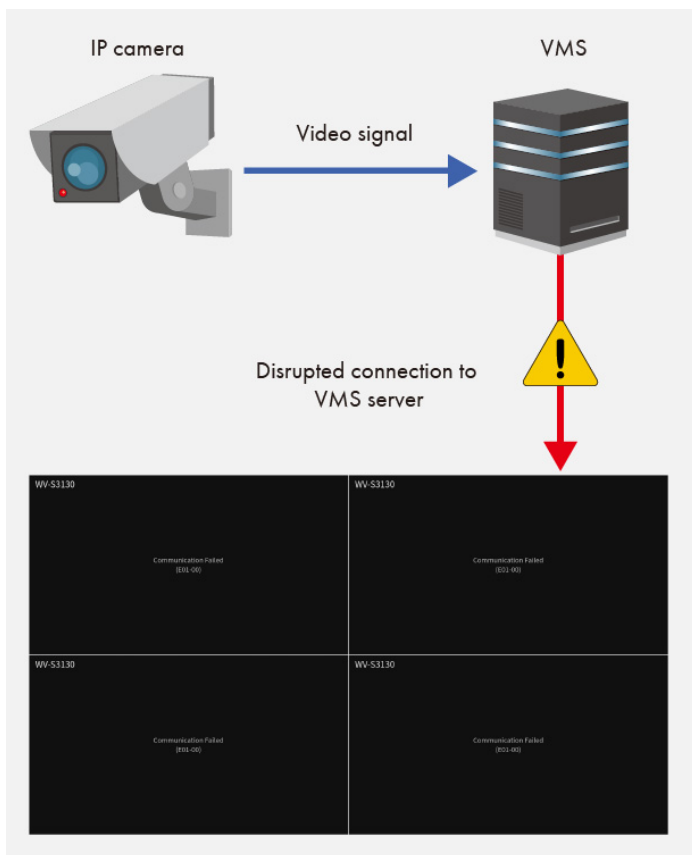 IP camera
VMS
Video signal
Disrupted connection to
VMS server
WV-S3130
Communication Failed
(E01-00)
WV-S3130
Communication Failed
(E01-00)
WV-S3130
Communication Failed
(E01-00)
WV-S3130
Communication Failed
(E01-00)